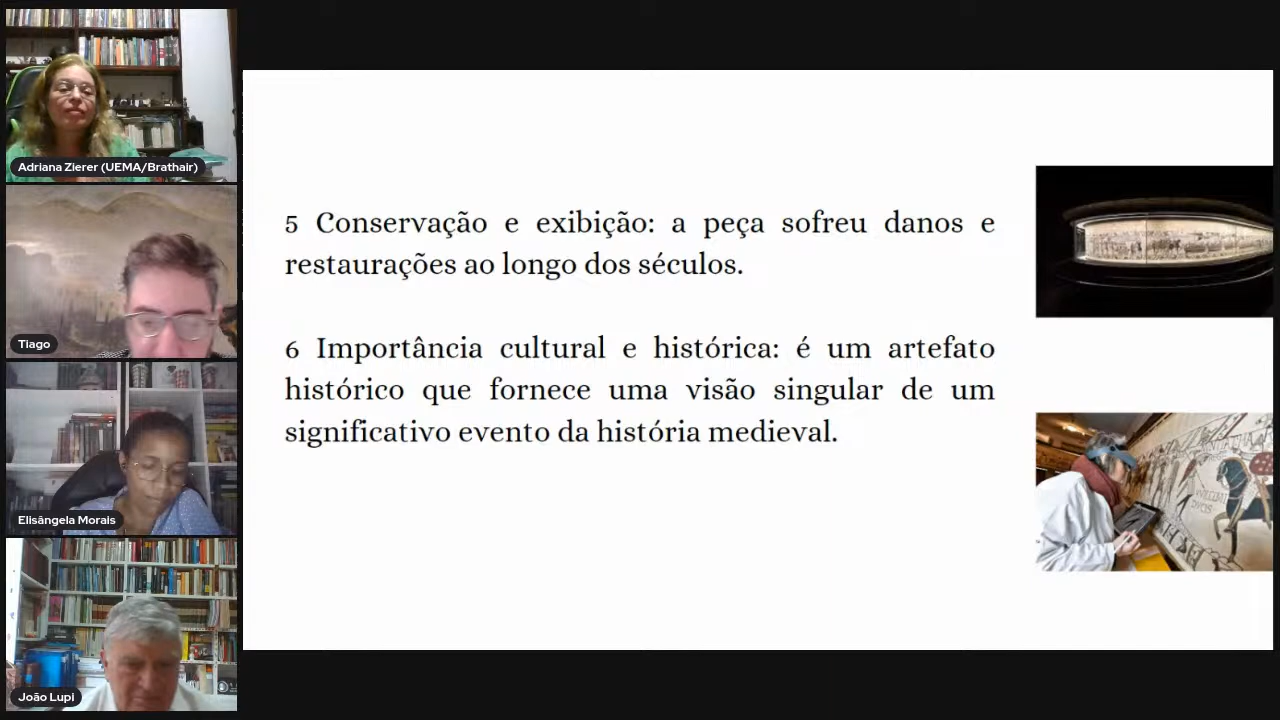 Adriana Zierer (UEMA/Brathair)
Tiago
Elisângela Morais
João Lupi
5 Conservação e exibição: a peça sofreu danos e
restaurações ao longo dos séculos.
6 Importância cultural e histórica: é um artefato
histórico que fornece uma visão singular de um
significativo evento da história medieval.